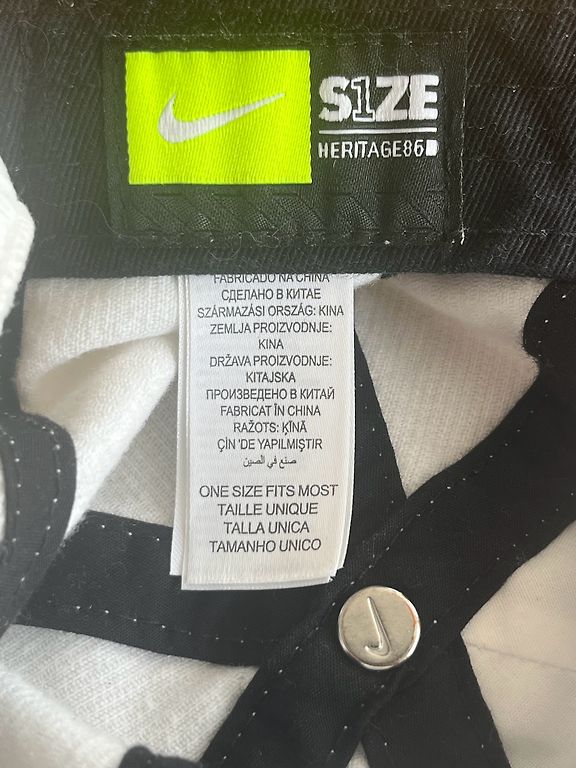 S1ZE
HERITAGE86
FABRICADO NA CHINA
СДЕЛАНО В КИТАЕ
SZÁRMAZÁSI ORSZÁG: KINA
ZEMLJA PROIZVODNJE:
KINA
DRŽAVA PROIZVODNJE:
KITAJSKA
ПРОИЗВЕДЕНО В КИТАЙ
FABRICAT ÎN CHINA
RAŽOTS: ĶĪNĀ
ÇİN 'DE YAPILMIŞTIR
صنع في الصين
ONE SIZE FITS MOST
TAILLE UNIQUE
TALLA UNICA
TAMANHO UNICO